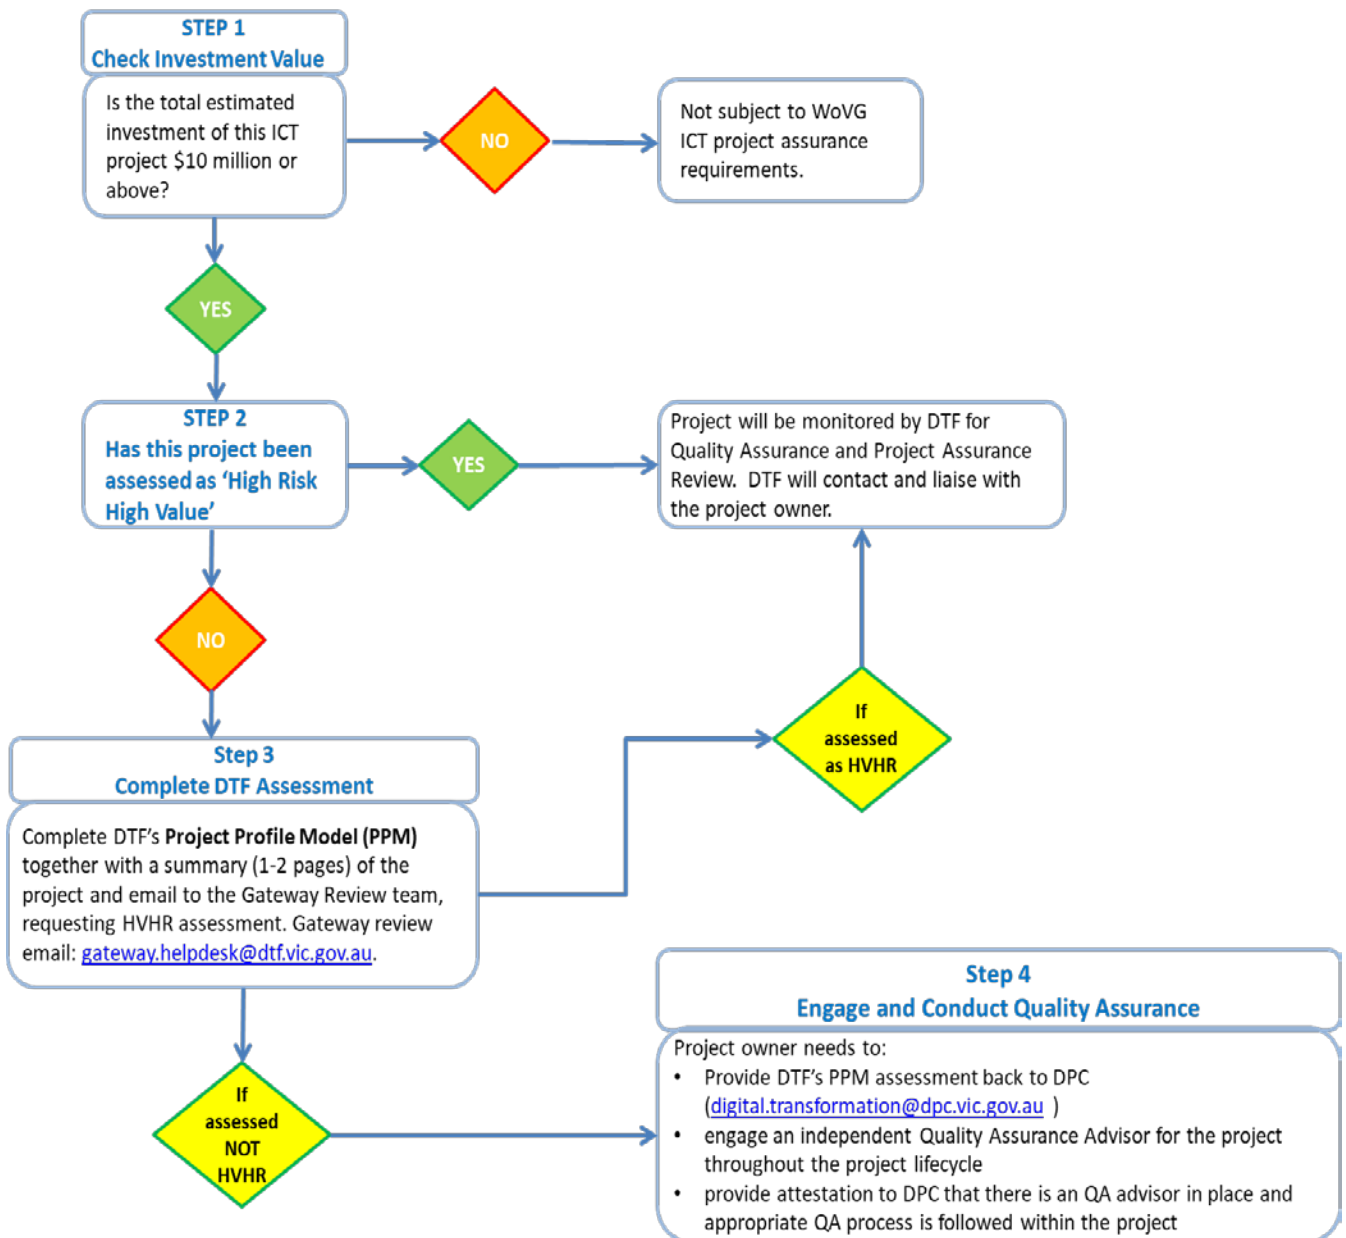 STEP 1
Check Investment Value
Is the total estimated
investment of this ICT
project $10 million or
above?
NO
Not subject to WoVG
ICT project assurance
requirements.
YES
STEP 2
Has this project been
assessed as ‘High Risk
High Value’
YES
Project will be monitored by DTF for
Quality Assurance and Project Assurance
Review.  DTF will contact and liaise with
the project owner.
NO
If
assessed
as HVHR
Step 3
Complete DTF Assessment
Complete DTF’s Project Profile Model (PPM)
together with a summary (1-2 pages) of the
project and email to the Gateway Review team,
requesting HVHR assessment. Gateway review
email: gateway.helpdesk@dtf.vic.gov.au.
If
assessed
NOT
HVHR
Step 4
Engage and Conduct Quality Assurance
Project owner needs to:
• Provide DTF’s PPM assessment back to DPC
(digital.transformation@dpc.vic.gov.au )
• engage an independent Quality Assurance Advisor for the project
throughout the project lifecycle
• provide attestation to DPC that there is an QA advisor in place and
appropriate QA process is followed within the project